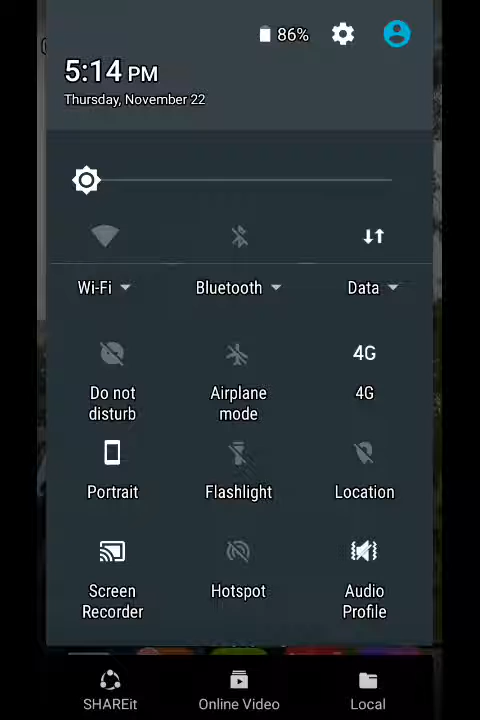 86%
5:14 PM
Thursday, November 22
Wi-Fi
Bluetooth
Data
4G
Do not
disturb
Airplane
mode
4G
Portrait
Flashlight
Location
Screen
Recorder
Hotspot
Audio
Profile
SHAREit
Online Video
Local